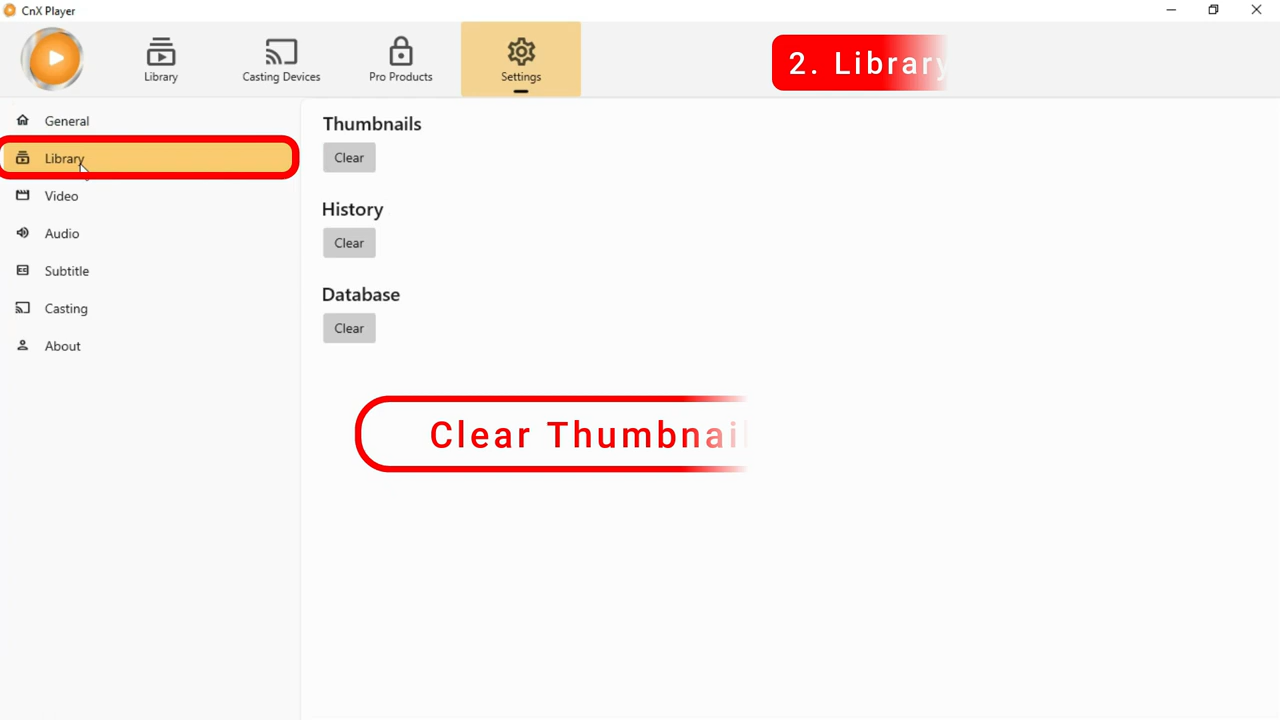 CnX Player
Library
Casting Devices
Pro Products
Settings
2. Library
General
Library
Video
Audio
Subtitle
Casting
About
Thumbnails
Clear
History
Clear
Database
Clear
Clear Thumbnail